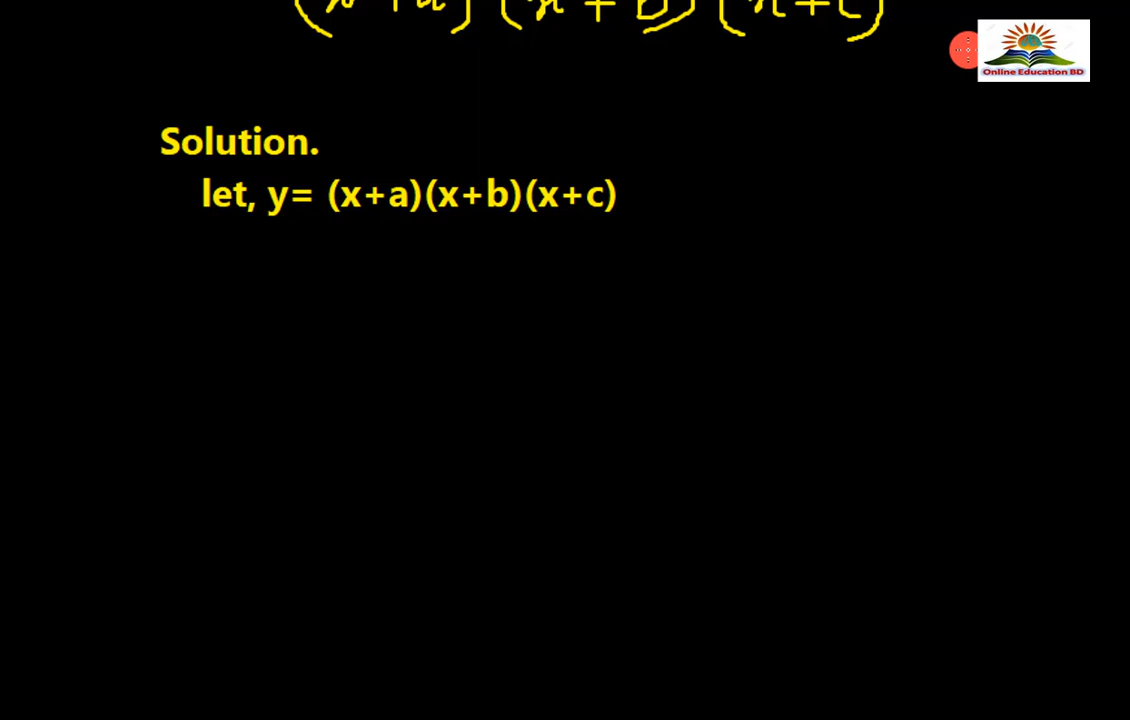 (x+a) (x+b) (x+c)
Online Education BD
Solution.
let, y= (x+a)(x+b)(x+c)